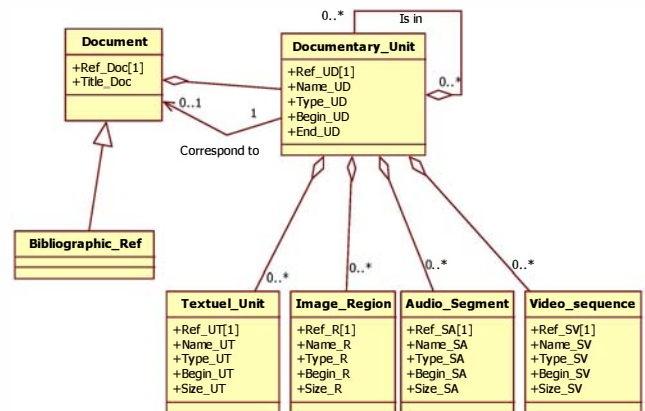 0..*
Is in
Document
+Ref_Doc[1]
+Title_Doc
Documentary_Unit
+Ref_UD[1]
+Name_UD
+Type_UD
+Begin_UD
+End_UD
0..*
0..1
1
Correspond to
Bibliographic_Ref
0..*
0..*
0..*
0..*
Textuel_Unit
+Ref_UT[1]
+Name_UT
+Type_UT
+Begin_UT
+Size_UT
Image_Region
+Ref_R[1]
+Name_R
+Type_R
+Begin_R
+Size_R
Audio_Segment
+Ref_SA[1]
+Name_SA
+Type_SA
+Begin_SA
+Size_SA
Video_sequence
+Ref_SV[1]
+Name_SV
+Type_SV
+Begin_SV
+Size_SV